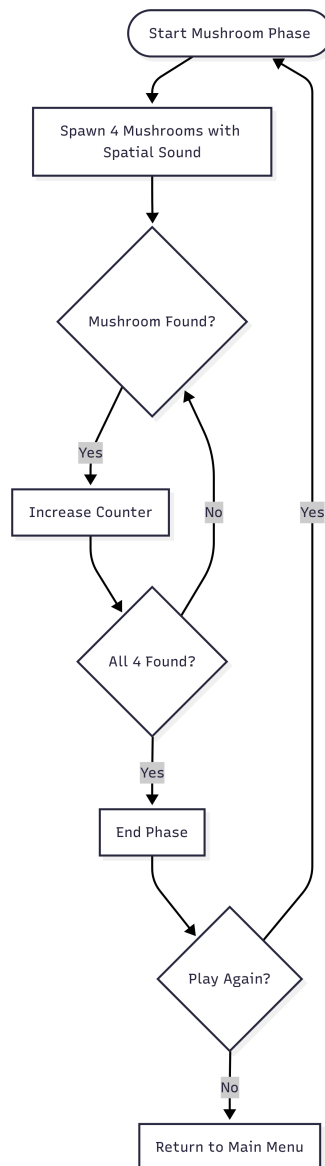 Start Mushroom Phase
Spawn 4 Mushrooms with
Spatial Sound
Mushroom Found?
Yes
Increase Counter
No
Yes
All 4 Found?
Yes
End Phase
Play Again?
No
Return to Main Menu